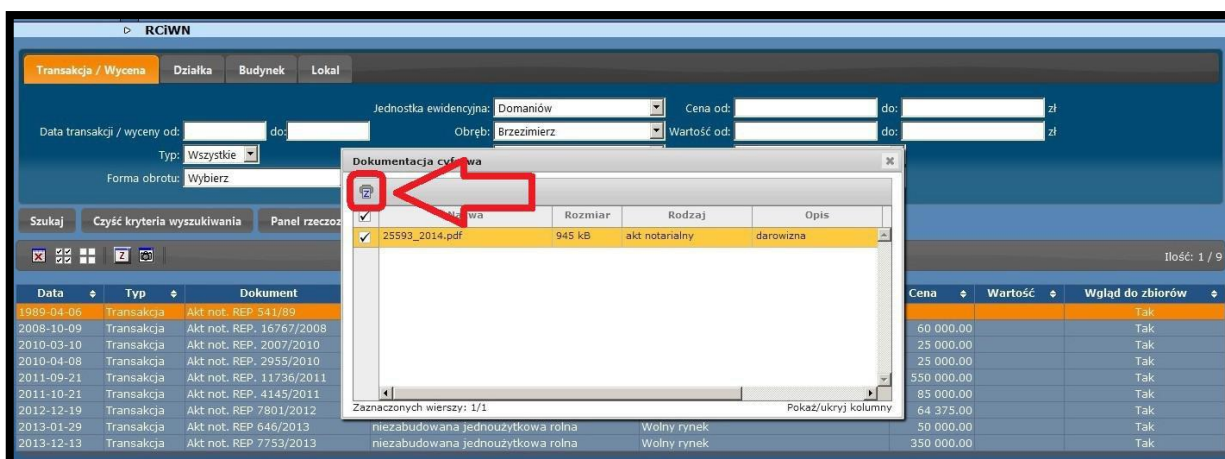 RCiWN
Transakcja / Wycena Działka Budynek Lokal
Jednostka ewidencyjna: Domaniów Cena od: do: zł
Data transakcji / wyceny od: do: Obręb: Brzezimierz Wartość od: do: zł
Typ: Wszystkie
Forma obrotu: Wybierz
Dokumentacja
Szukaj Czyść kryteria wyszukiwania Panel rzeczoz
Rozmiar Rodzaj Opis
25593_2014.pdf 945 kB akt notarialny darowizna
Z Z Ilość: 1 / 9
Data Typ Dokument Cena Wartość Wgląd do zbiorów
1989-04-06 Transakcja Akt not. REP 541/89 Tak
2008-10-09 Transakcja Akt not. REP. 16767/2008 60 000.00 Tak
2010-03-10 Transakcja Akt not. REP. 2007/2010 25 000.00 Tak
2010-04-08 Transakcja Akt not. REP. 2955/2010 25 000.00 Tak
2011-09-21 Transakcja Akt not. REP. 11736/2011 550 000.00 Tak
2011-10-21 Transakcja Akt not. REP. 4145/2011 85 000.00 Tak
Zaznaczonych wierszy: 1/1 Pokaż/ukryj kolumny
2012-12-19 Transakcja Akt not. REP 7801/2012 64 375.00 Tak
2013-01-29 Transakcja Akt not. REP 646/2013 niezabudowana jednoużytkowa rolna Wolny rynek 50 000.00 Tak
2013-12-13 Transakcja Akt not. REP 7753/2013 niezabudowana jednoużytkowa rolna Wolny rynek 350 000.00 Tak